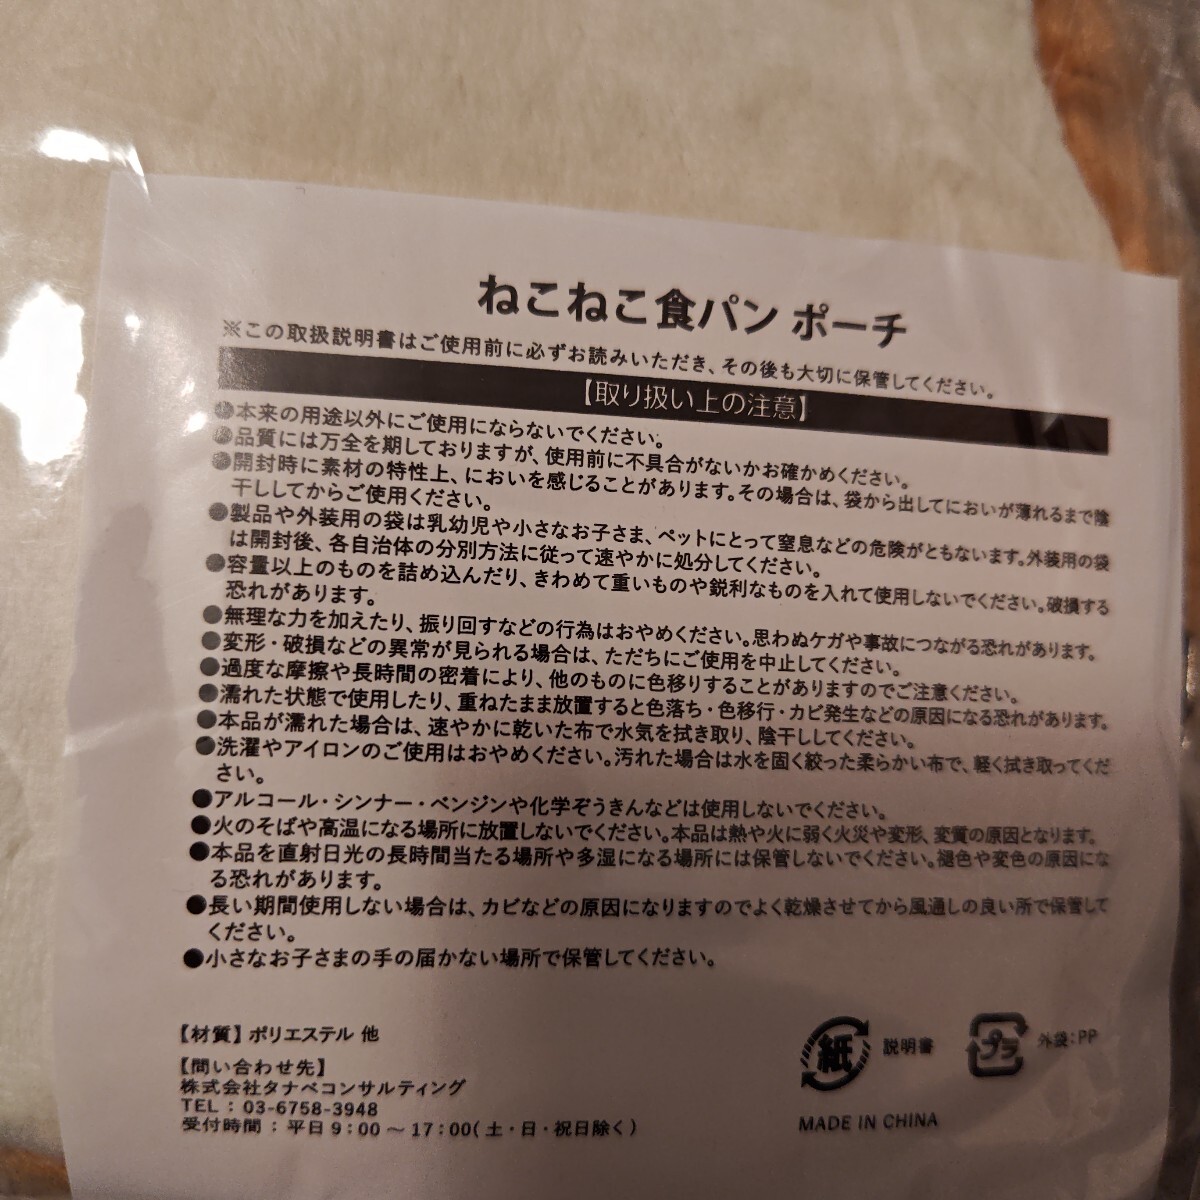 ねこねこ食パン ポーチ
※この取扱説明書はご使用前に必ずお読みいただき、その後も大切に保管してください。
【取り扱い上の注意】
●本来の用途以外にご使用にならないでください。
●品質には万全を期しておりますが、使用前に不具合がないかお確かめください。
●開封時に素材の特性上、においを感じることがあります。その場合は、袋から出してにおいが薄れるまで陰
干ししてからご使用ください。
●製品や外装用の袋は乳幼児や小さなお子さま、ペットにとって窒息などの危険がともないます。外装用の袋
は開封後、各自治体の分別方法に従って速やかに処分してください。
●容量以上のものを詰め込んだり、きわめて重いものや鋭利なものを入れて使用しないでください。破損する
恐れがあります。
●無理な力を加えたり、振り回すなどの行為はおやめください。思わぬケガや事故につながる恐れがあります。
●変形・破損などの異常が見られる場合は、ただちにご使用を中止してください。
●過度な摩擦や長時間の密着により、他のものに色移りすることがありますのでご注意ください。
●濡れた状態で使用したり、重ねたまま放置すると色落ち・色移行・カビ発生などの原因になる恐れがあります。
●本品が濡れた場合は、速やかに乾いた布で水気を拭き取り、陰干ししてください。
●洗濯やアイロンのご使用はおやめください。汚れた場合は水を固く絞った柔らかい布で、軽く拭き取ってくだ
さい。
●アルコール・シンナー・ベンジンや化学ぞうきんなどは使用しないでください。
●火のそばや高温になる場所に放置しないでください。本品は熱や火に弱く火災や変形、変質の原因となります。
●本品を直射日光の長時間当たる場所や多湿になる場所には保管しないでください。褪色や変色の原因にな
る恐れがあります。
●長い期間使用しない場合は、カビなどの原因になりますのでよく乾燥させてから風通しの良い所で保管して
ください。
●小さなお子さまの手の届かない場所で保管してください。
【材質】ポリエステル 他
【問い合わせ先】
株式会社タナベコンサルティング
TEL：03-6758-3948
受付時間：平日9:00～17:00(土・日・祝日除く)
紙 説明書 プラ 外袋:PP
MADE IN CHINA